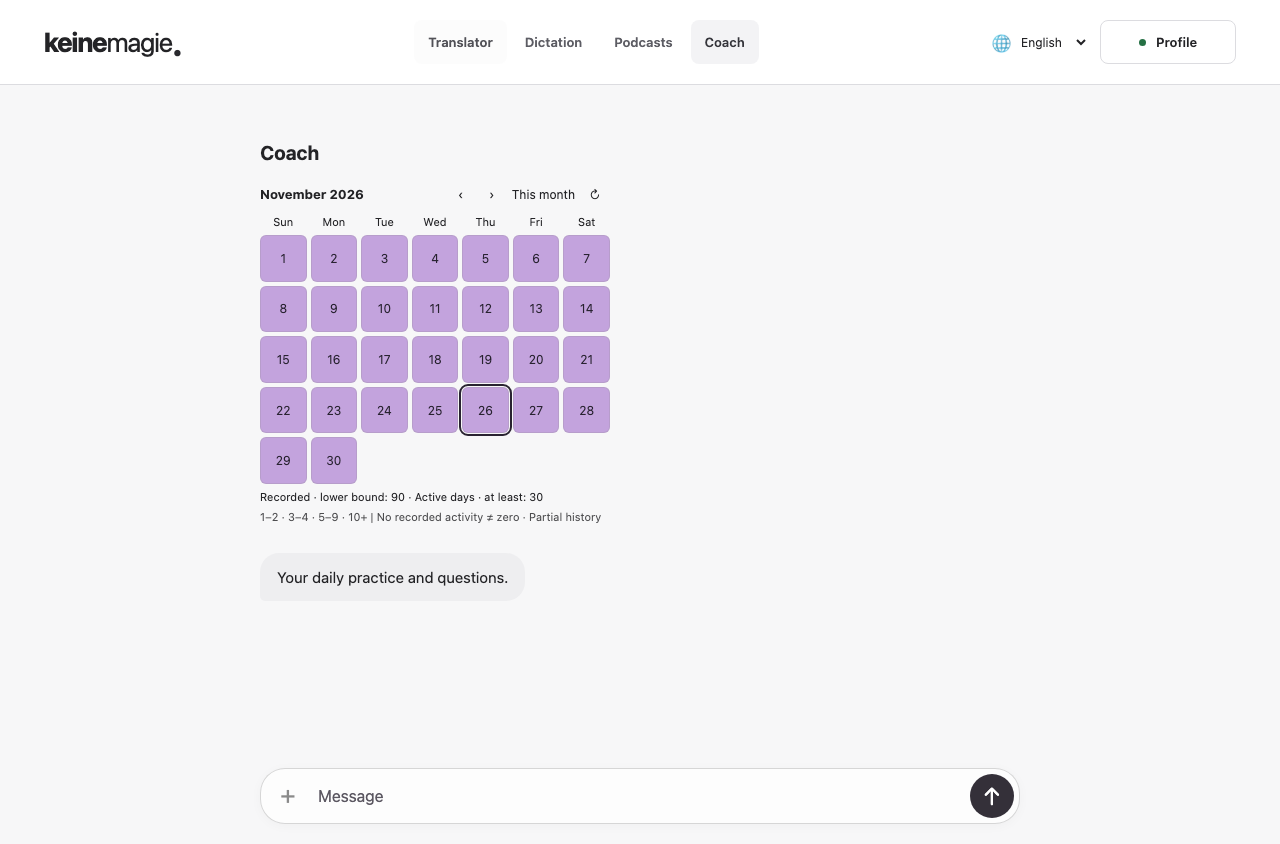 keinemagie.
Translator Dictation Podcasts Coach
English
Profile
Coach
November 2026 ‹ › This month ↻
Sun Mon Tue Wed Thu Fri Sat
1 2 3 4 5 6 7
8 9 10 11 12 13 14
15 16 17 18 19 20 21
22 23 24 25 26 27 28
29 30
Recorded · lower bound: 90 · Active days · at least: 30
1–2 · 3–4 · 5–9 · 10+ | No recorded activity ≠ zero · Partial history
Your daily practice and questions.
Message